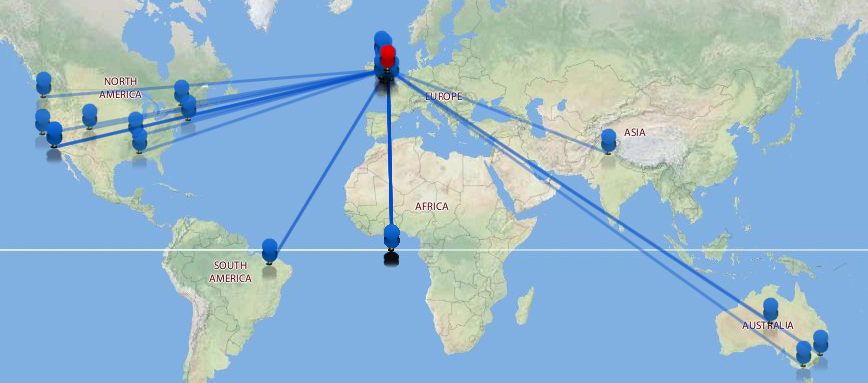 NORTH
AMERICA
EUROPE
ASIA
AFRICA
SOUTH
AMERICA
AUSTRALIA